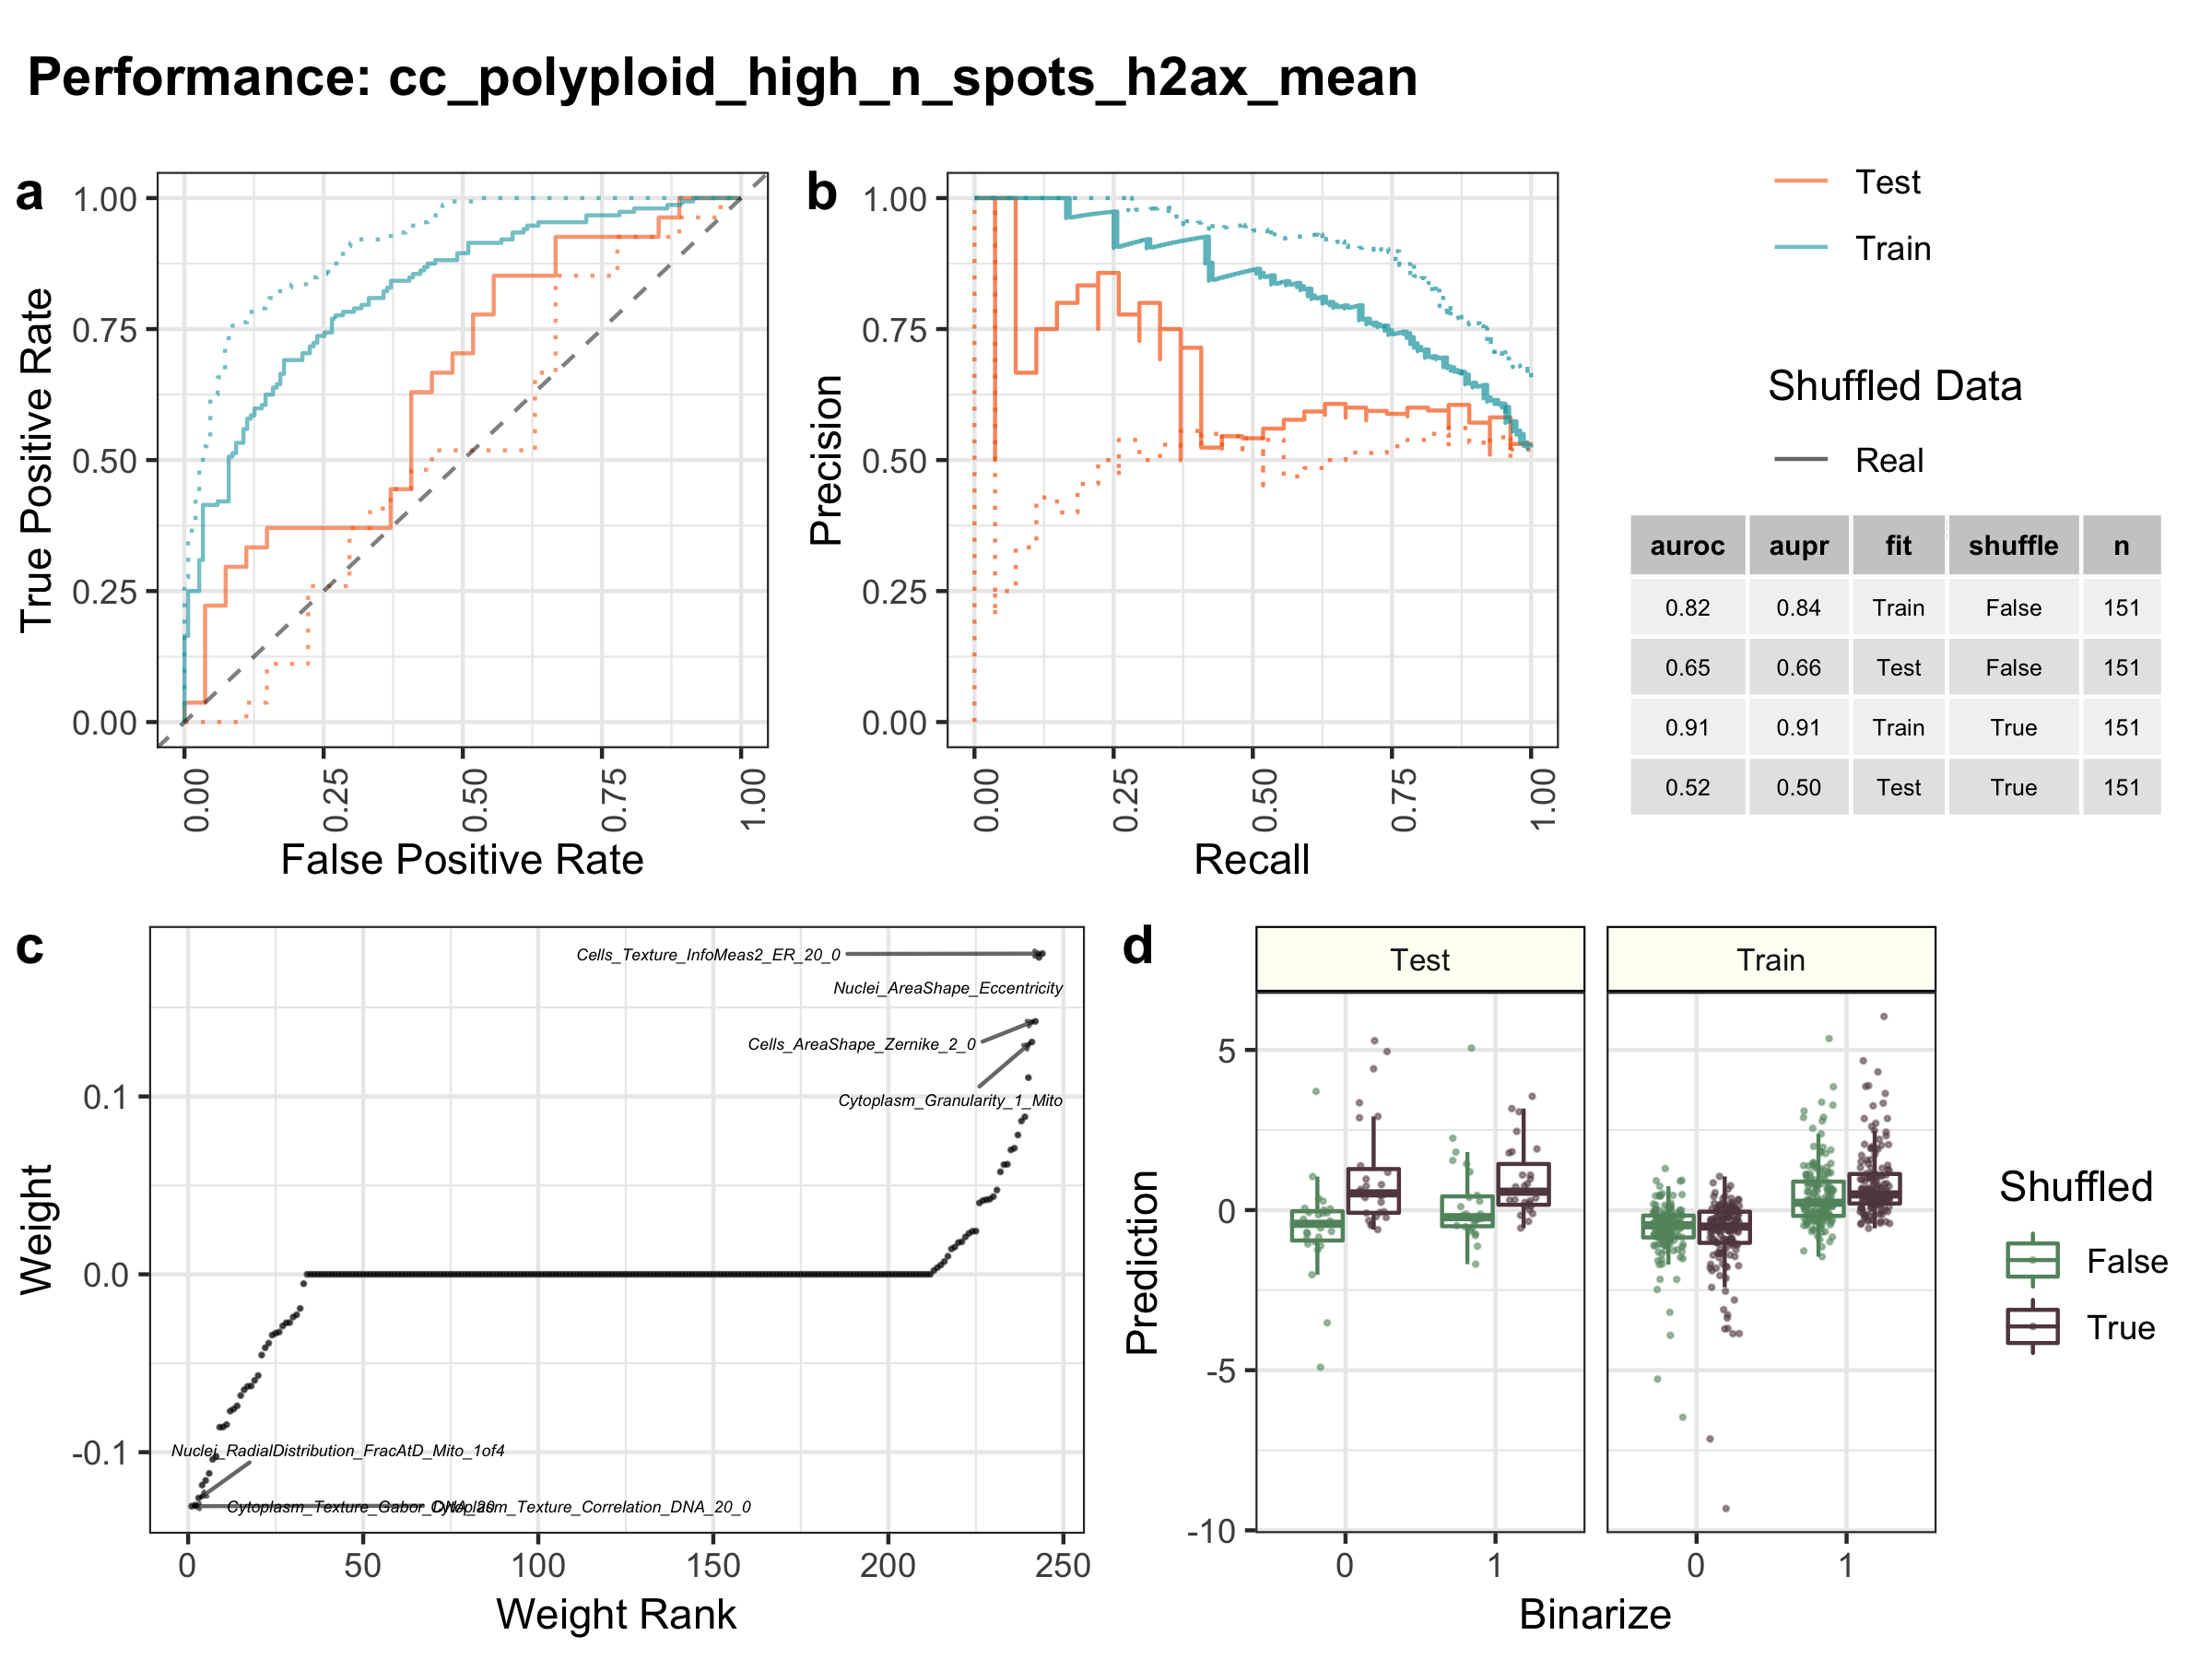 Performance: cc_polyploid_high_n_spots_h2ax_mean
a
1.00
0.75
0.50
0.25
0.00
True Positive Rate
0.00
0.25
0.50
0.75
1.00
False Positive Rate
b
1.00
0.75
0.50
0.25
0.00
Precision
0.00
0.25
0.50
0.75
1.00
Recall
Test
Train
Shuffled Data
Real
auroc aupr fit shuffle n
0.82 0.84 Train False 151
0.65 0.66 Test False 151
0.91 0.91 Train True 151
0.52 0.50 Test True 151
c
Cells_Texture_InfoMeas2_ER_20_0
Nuclei_AreaShape_Eccentricity
Cells_AreaShape_Zernike_2_0
Cytoplasm_Granularity_1_Mito
Nuclei_RadialDistribution_FracAtD_Mito_1of4
Cytoplasm_Texture_Gabor_DNA_20
Cytoplasm_Texture_Correlation_DNA_20_0
0.1
0.0
-0.1
Weight
0
50
100
150
200
250
Weight Rank
d
Test
Train
5
0
-5
-10
Prediction
0
1
0
1
Binarize
Shuffled
False
True